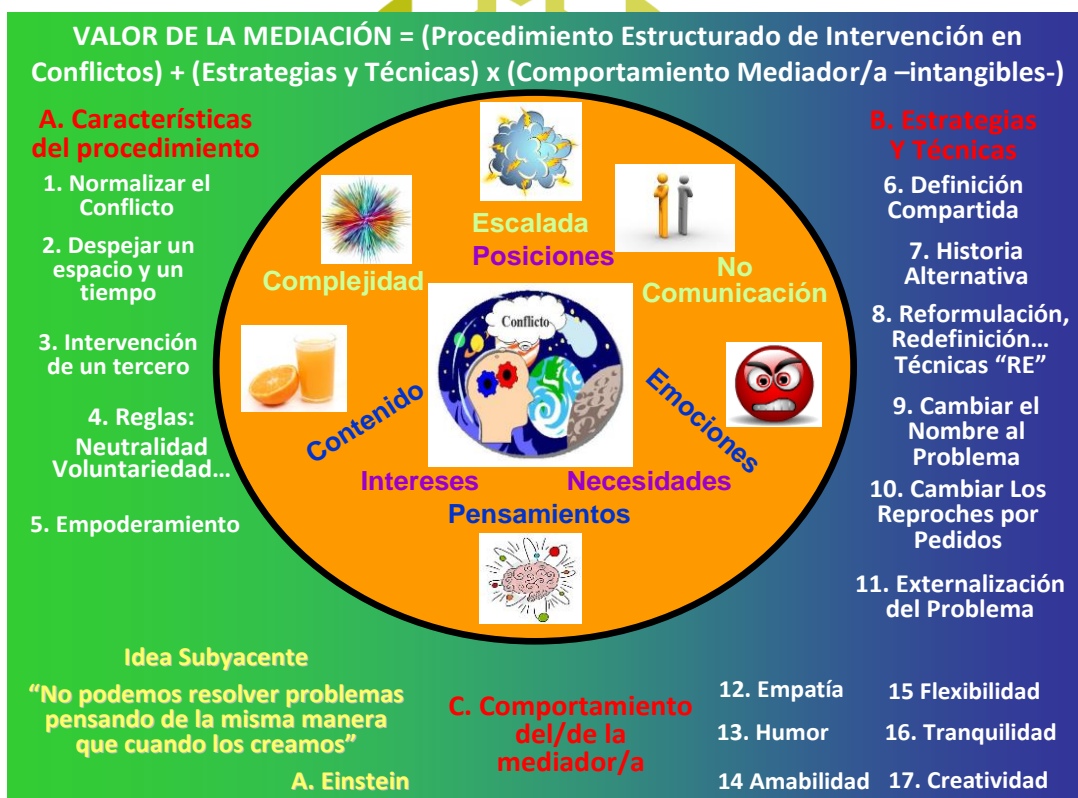 VALOR DE LA MEDIACIÓN = (Procedimiento Estructurado de Intervención en
Conflictos) + (Estrategias y Técnicas) x (Comportamiento Mediador/a –intangibles-)
A. Características
del procedimiento
1. Normalizar el
Conflicto
2. Despejar un
espacio y un
tiempo
3. Intervención
de un tercero
4. Reglas:
Neutralidad
Voluntariedad...
5. Empoderamiento
Escalada
Posiciones
Complejidad
No
Comunicación
Conflicto
Contenido
Emociones
Intereses
Necesidades
Pensamientos
B. Estrategias
Y Técnicas
6. Definición
Compartida
7. Historia
Alternativa
8. Reformulación,
Redefinición...
Técnicas “RE”
9. Cambiar el
Nombre al
Problema
10. Cambiar Los
Reproches por
Pedidos
11. Externalización
del Problema
Idea Subyacente
“No podemos resolver problemas
pensando de la misma manera
que cuando los creamos”
A. Einstein
C. Comportamiento
del/de la
mediador/a
12. Empatía
13. Humor
14 Amabilidad
15 Flexibilidad
16. Tranquilidad
17. Creatividad